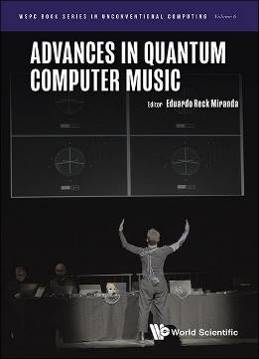 WSPC BOOK SERIES IN UNCONVENTIONAL COMPUTING Volume 6
ADVANCES IN QUANTUM
COMPUTER MUSIC
Editor Eduardo Reck Miranda
World Scientific